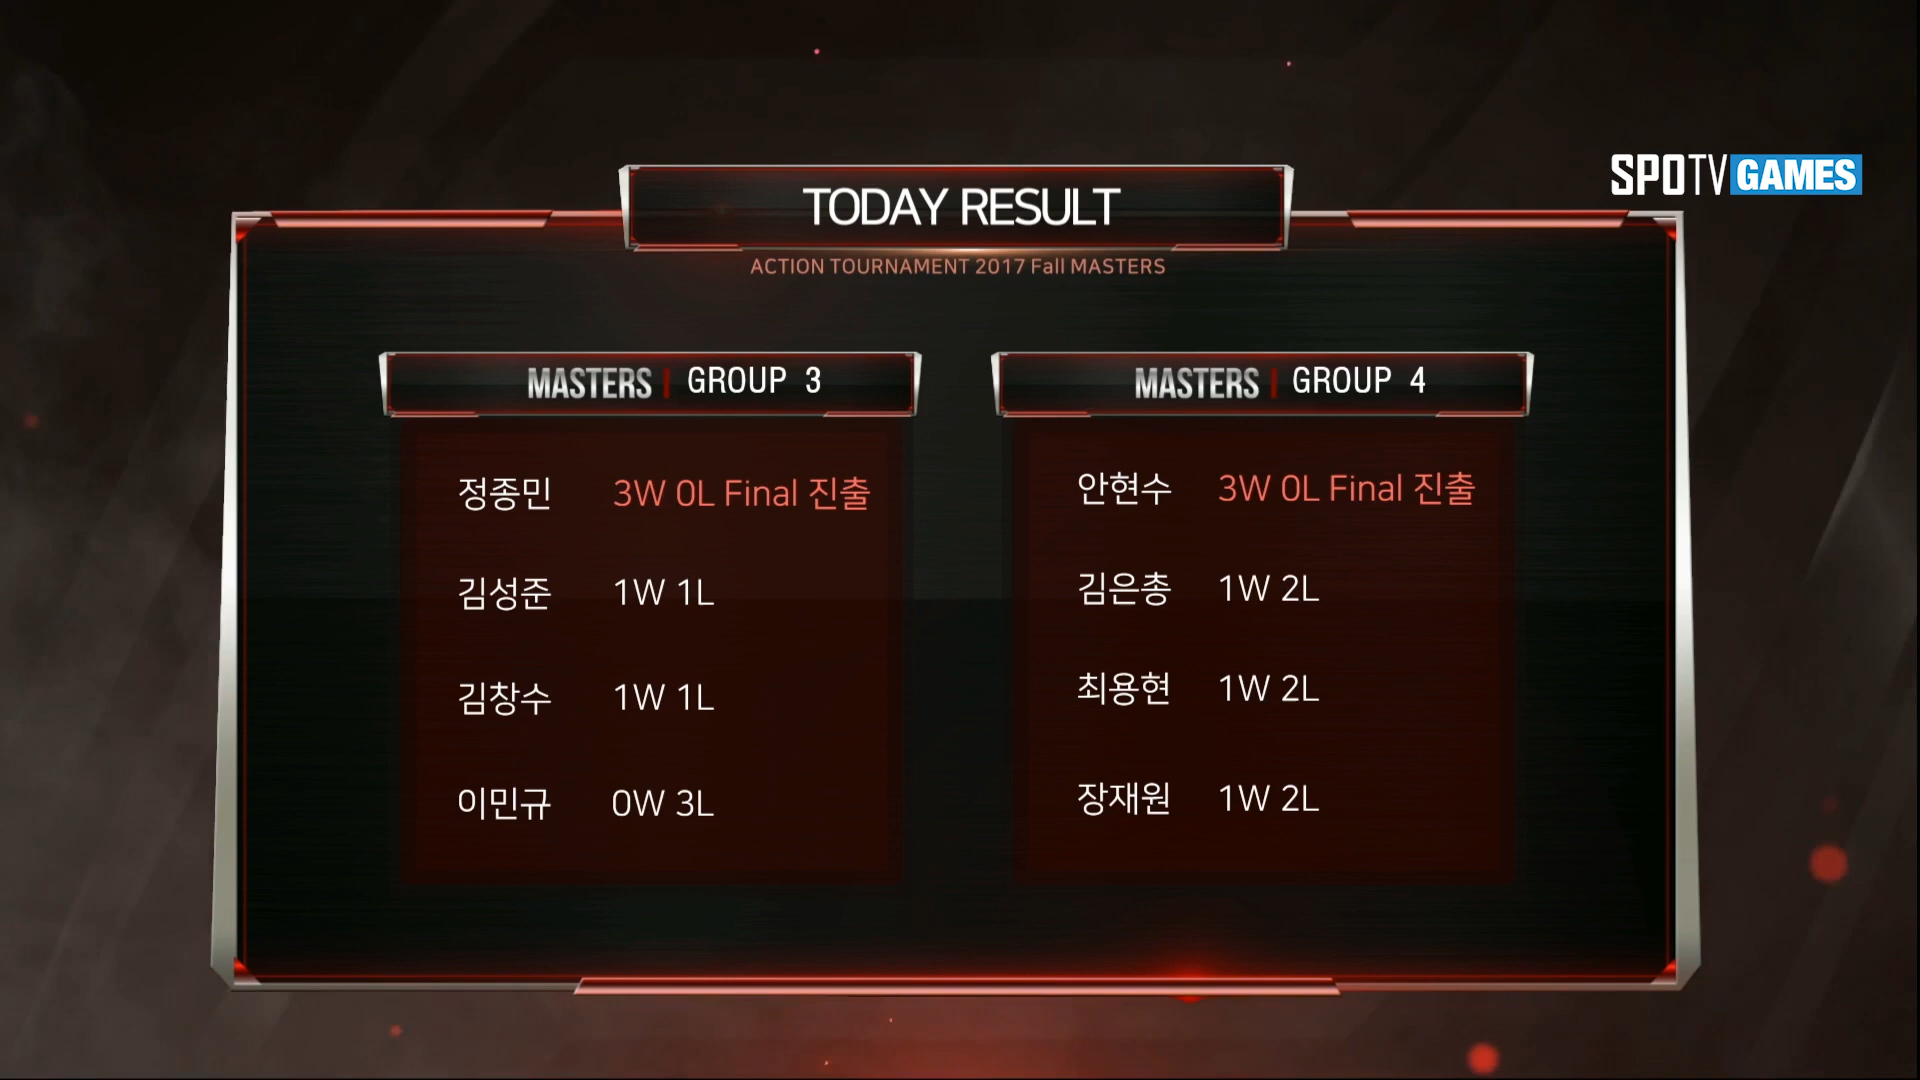 SPOTV GAMES
TODAY RESULT
ACTION TOURNAMENT 2017 Fall MASTERS
MASTERS GROUP 3
정종민 3W 0L Final 진출
김성준 1W 1L
김창수 1W 1L
이민규 0W 3L
MASTERS GROUP 4
안현수 3W 0L Final 진출
김은총 1W 2L
최용현 1W 2L
장재원 1W 2L